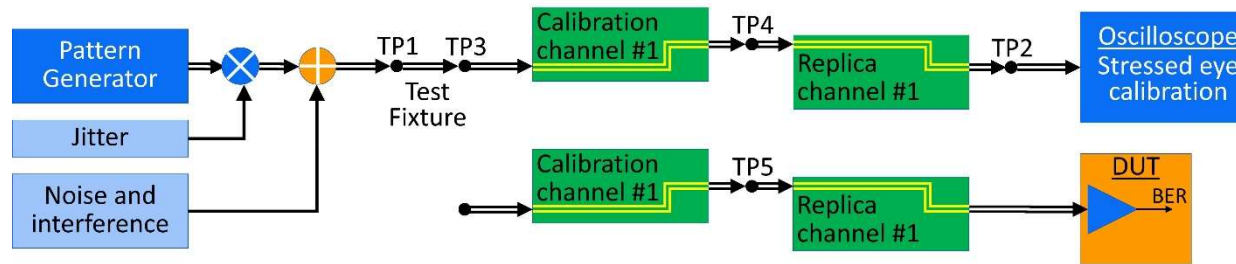 Pattern
Generator
Jitter
Noise and
interference
TP1
TP3
Test
Fixture
Calibration
channel #1
TP4
Replica
channel #1
TP2
Oscilloscope
Stressed eye
calibration
Calibration
channel #1
TP5
Replica
channel #1
DUT
BER